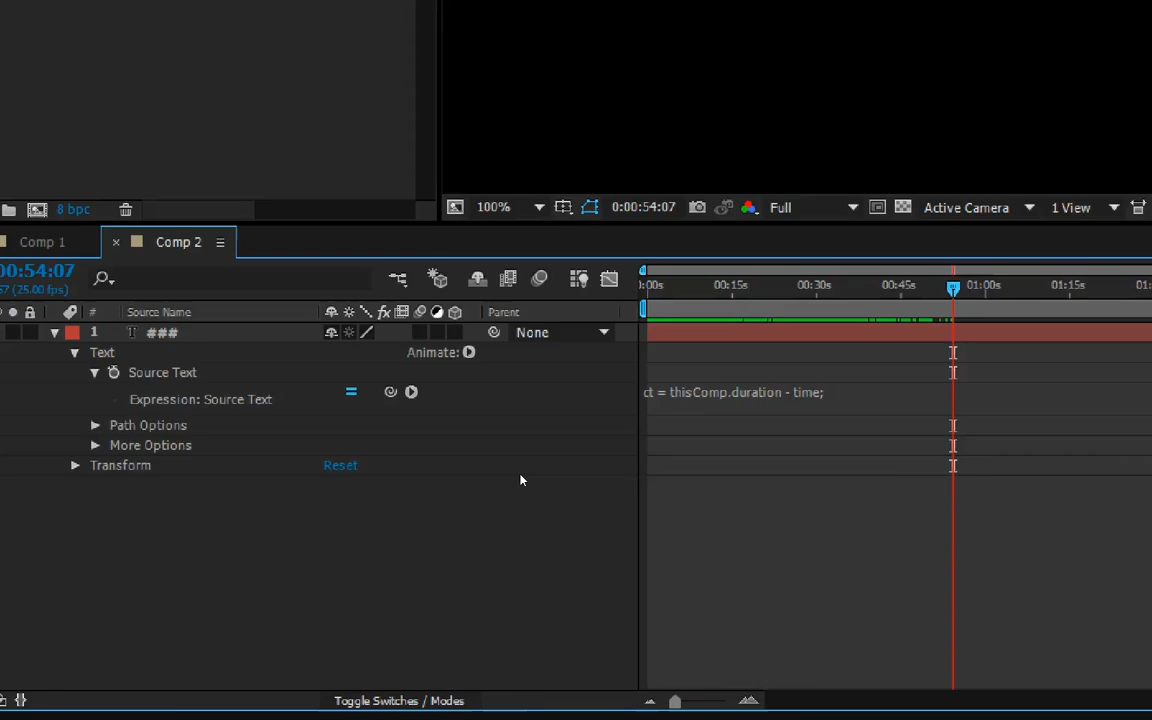 8 bpc
100% 0:00:54:07 Full Active Camera 1 View
Comp 1 Comp 2
00:54:07
(25.00 fps)
0:00s 00:15s 00:30s 00:45s 01:00s 01:15s
# Source Name fx Parent
1 T ### None
Text Animate:
Source Text
Expression: Source Text = ct = thisComp.duration - time;
Path Options
More Options
Transform Reset
Toggle Switches / Modes